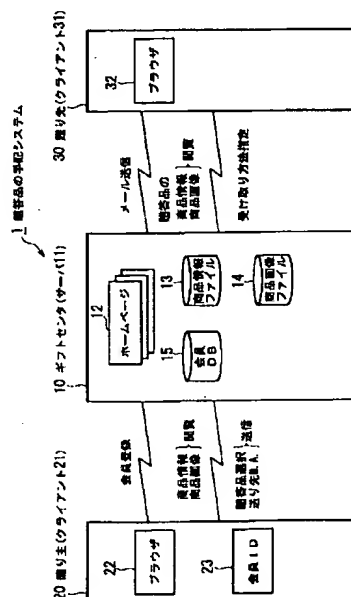 1 贈答品の手配システム
20 贈り主(クライアント21)
22
ブラウザ
23
会員ID
会員登録
商品情報
商品画像
閲覧
贈答品選択
送り先E.A.
送信
10 ギフトセンタ(サーバ11)
12
ホームページ
13
商品情報
ファイル
14
商品画像
ファイル
15
会員
DB
メール送信
贈答品の
商品情報
商品画像
閲覧
受け取り方法指定
30 贈り先(クライアント31)
32
ブラウザ